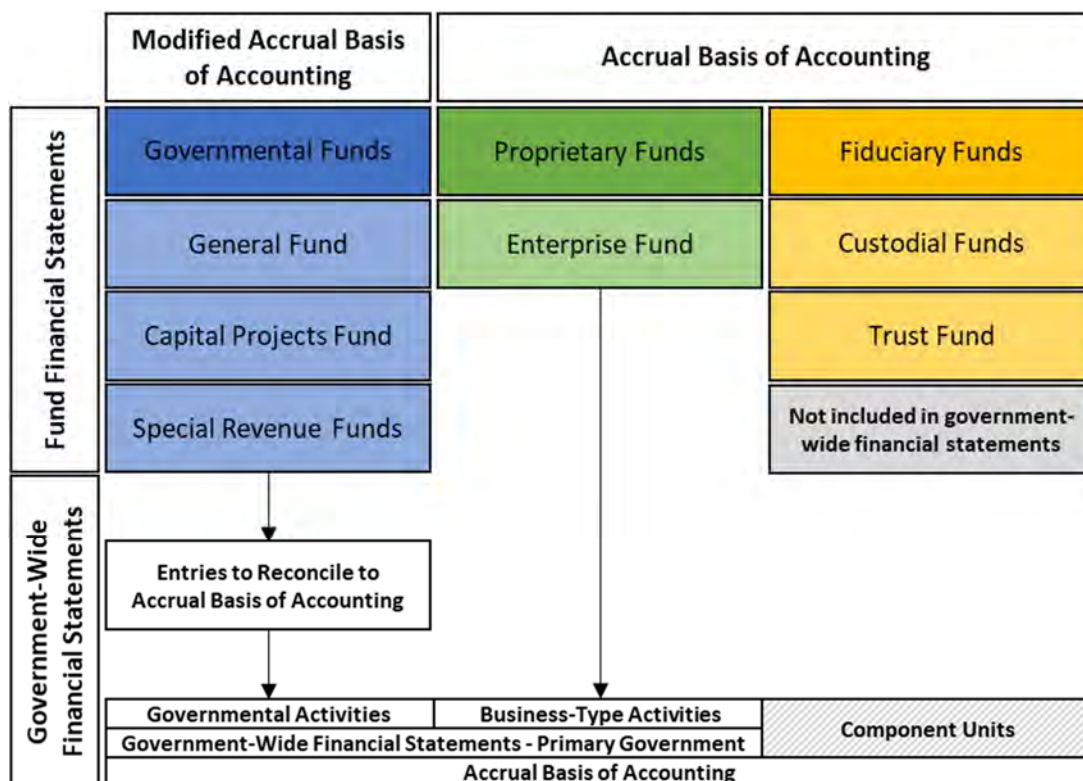 Modified Accrual Basis
of Accounting
Accrual Basis of Accounting
Fund Financial Statements
Governmental Funds
Proprietary Funds
Fiduciary Funds
General Fund
Enterprise Fund
Custodial Funds
Capital Projects Fund
Trust Fund
Special Revenue Funds
Not included in government-
wide financial statements
Government-Wide
Financial Statements
Entries to Reconcile to
Accrual Basis of Accounting
Governmental Activities
Business-Type Activities
Component Units
Government-Wide Financial Statements - Primary Government
Accrual Basis of Accounting